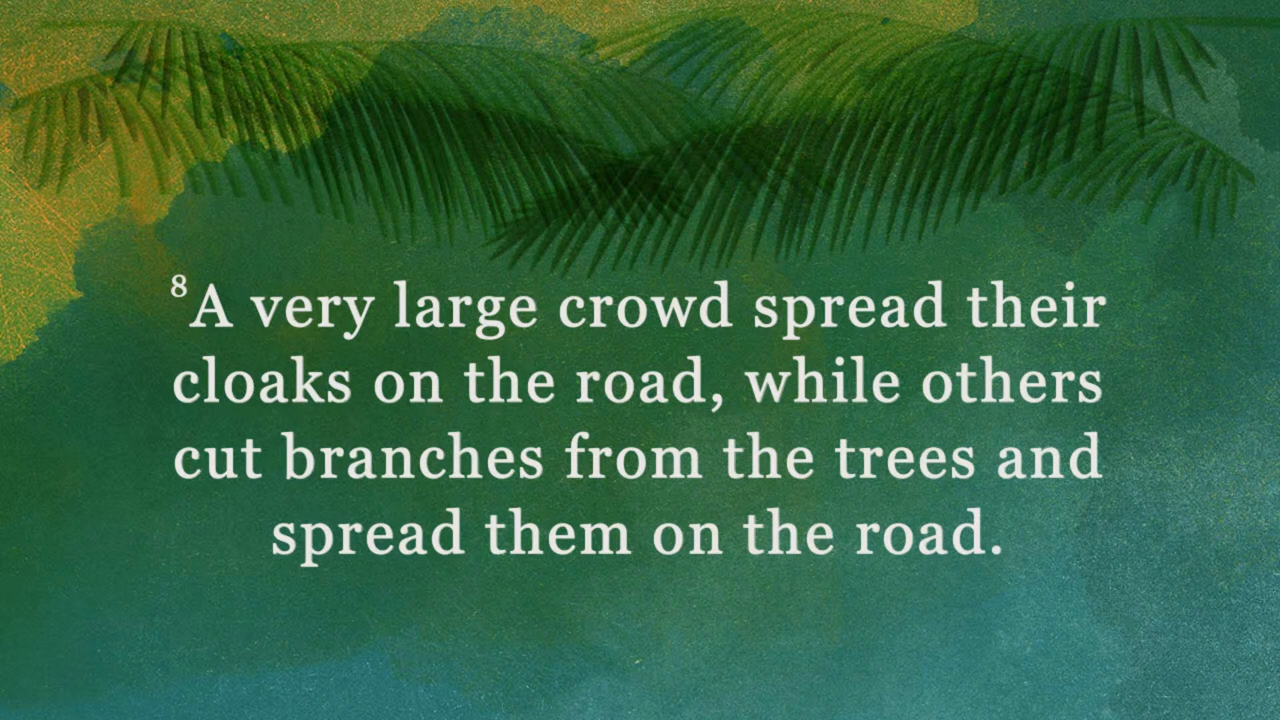 ⁸A very large crowd spread their
cloaks on the road, while others
cut branches from the trees and
spread them on the road.